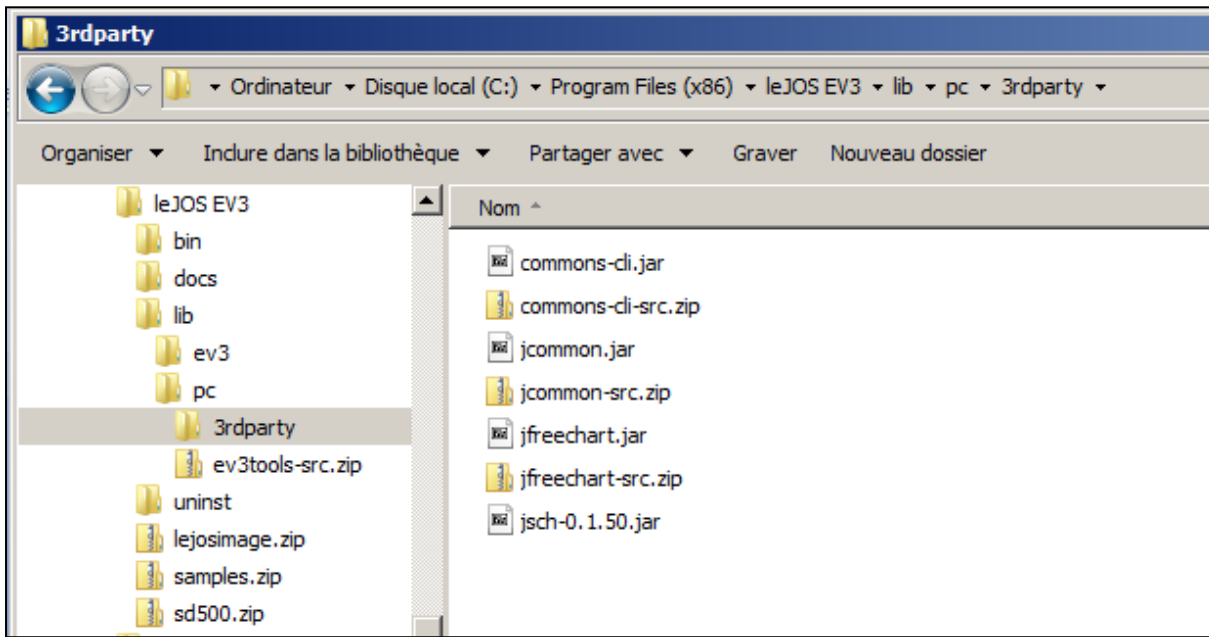 3rdparty
Ordinateur Disque local (C:) Program Files (x86) leJOS EV3 lib pc 3rdparty
Organiser Inclure dans la bibliothèque Partager avec Graver Nouveau dossier
leJOS EV3
bin
docs
lib
ev3
pc
3rdparty
ev3tools-src.zip
uninst
lejosimage.zip
samples.zip
sd500.zip
Nom
commons-cli.jar
commons-cli-src.zip
jcommon.jar
jcommon-src.zip
jfreechart.jar
jfreechart-src.zip
jsch-0.1.50.jar